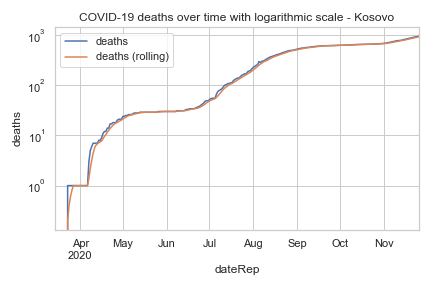 COVID-19 deaths over time with logarithmic scale - Kosovo
deaths
deaths (rolling)
10³
10²
10¹
10⁰
deaths
Apr
2020
May
Jun
Jul
Aug
Sep
Oct
Nov
dateRep